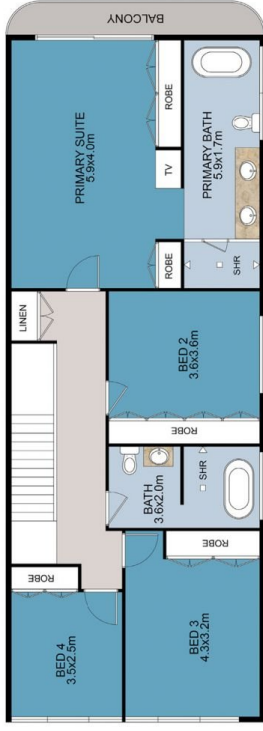 BALCONY
PRIMARY SUITE
5.9x4.0m
ROBE
TV
ROBE
PRIMARY BATH
5.9x1.7m
SHR
LINEN
BED 2
3.6x3.6m
ROBE
BATH
3.6x2.0m
SHR
ROBE
BED 4
3.5x2.5m
ROBE
BED 3
4.3x3.2m